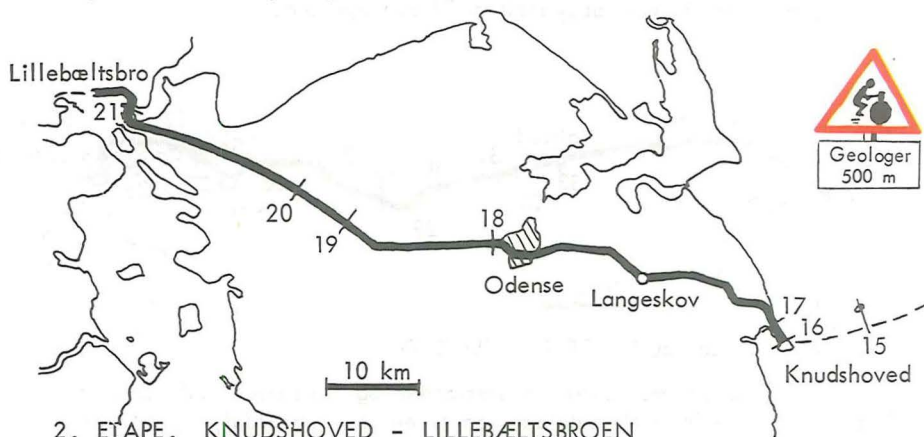 Lillebæltsbro
21
20
19
18
Odense
Langeskov
17
16
15
Knudshoved
10 km
Geologer
500 m
2. ETAPE. KNUDSHOVED - LILLEBÆLTSBROEN